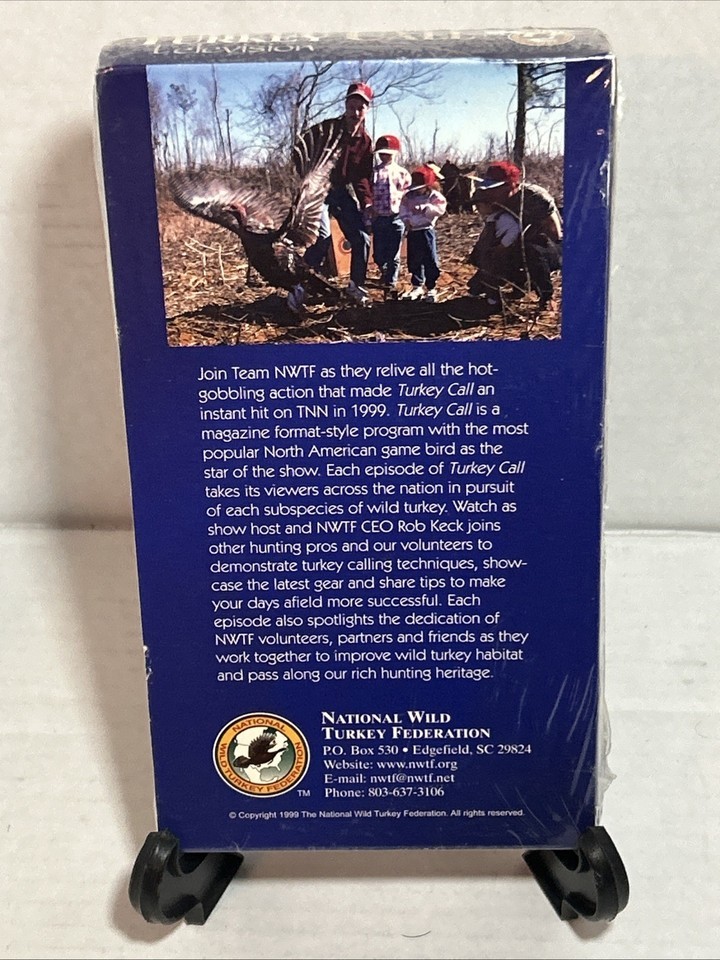 TURKEY CALL
television
Join Team NWTF as they relive all the hot-
gobbling action that made Turkey Call an
instant hit on TNN in 1999. Turkey Call is a
magazine format-style program with the most
popular North American game bird as the
star of the show. Each episode of Turkey Call
takes its viewers across the nation in pursuit
of each subspecies of wild turkey. Watch as
show host and NWTF CEO Rob Keck joins
other hunting pros and our volunteers to
demonstrate turkey calling techniques, show-
case the latest gear and share tips to make
your days afield more successful. Each
episode also spotlights the dedication of
NWTF volunteers, partners and friends as they
work together to improve wild turkey habitat
and pass along our rich hunting heritage.
NATIONAL
WILD TURKEY FEDERATION
TM
NATIONAL WILD
TURKEY FEDERATION
P.O. Box 530 • Edgefield, SC 29824
Website: www.nwtf.org
E-mail: nwtf@nwtf.net
Phone: 803-637-3106
© Copyright 1999 The National Wild Turkey Federation. All rights reserved.